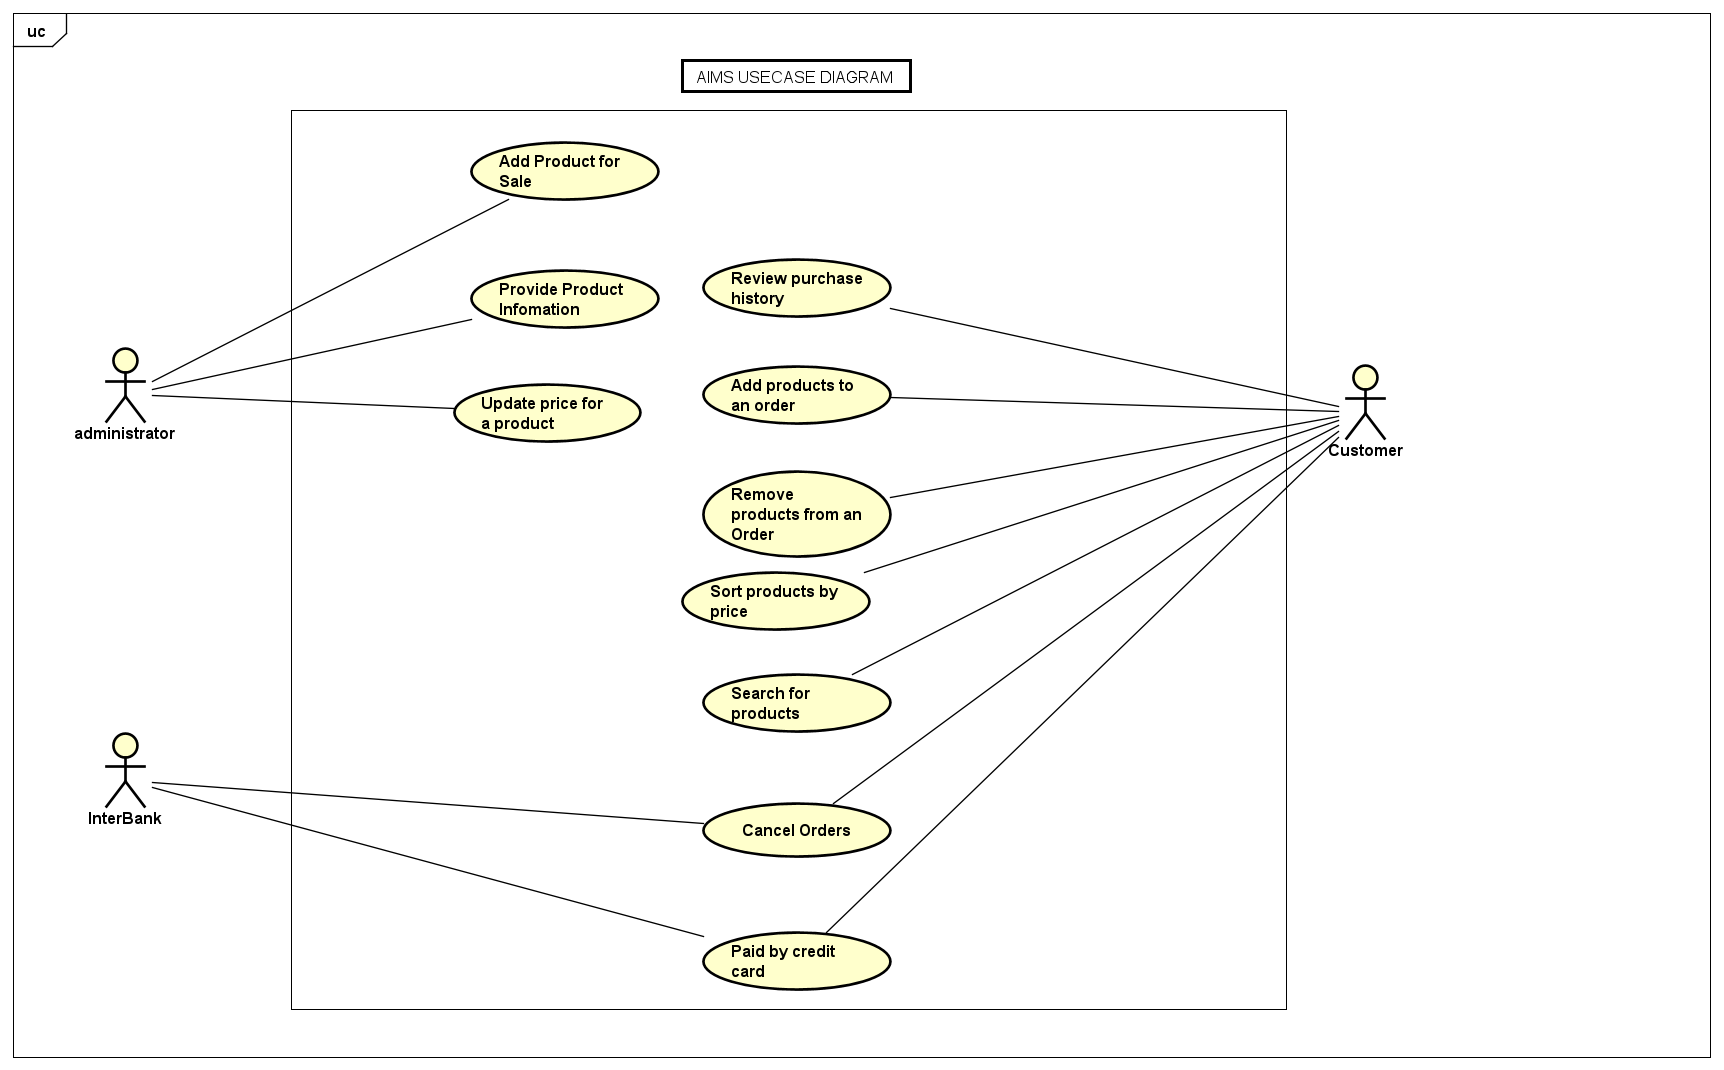 uc
AIMS USECASE DIAGRAM
Add Product for
Sale
Provide Product
Infomation
Review purchase
history
Update price for
a product
Add products to
an order
administrator
Customer
Remove
products from an
Order
Sort products by
price
Search for
products
InterBank
Cancel Orders
Paid by credit
card